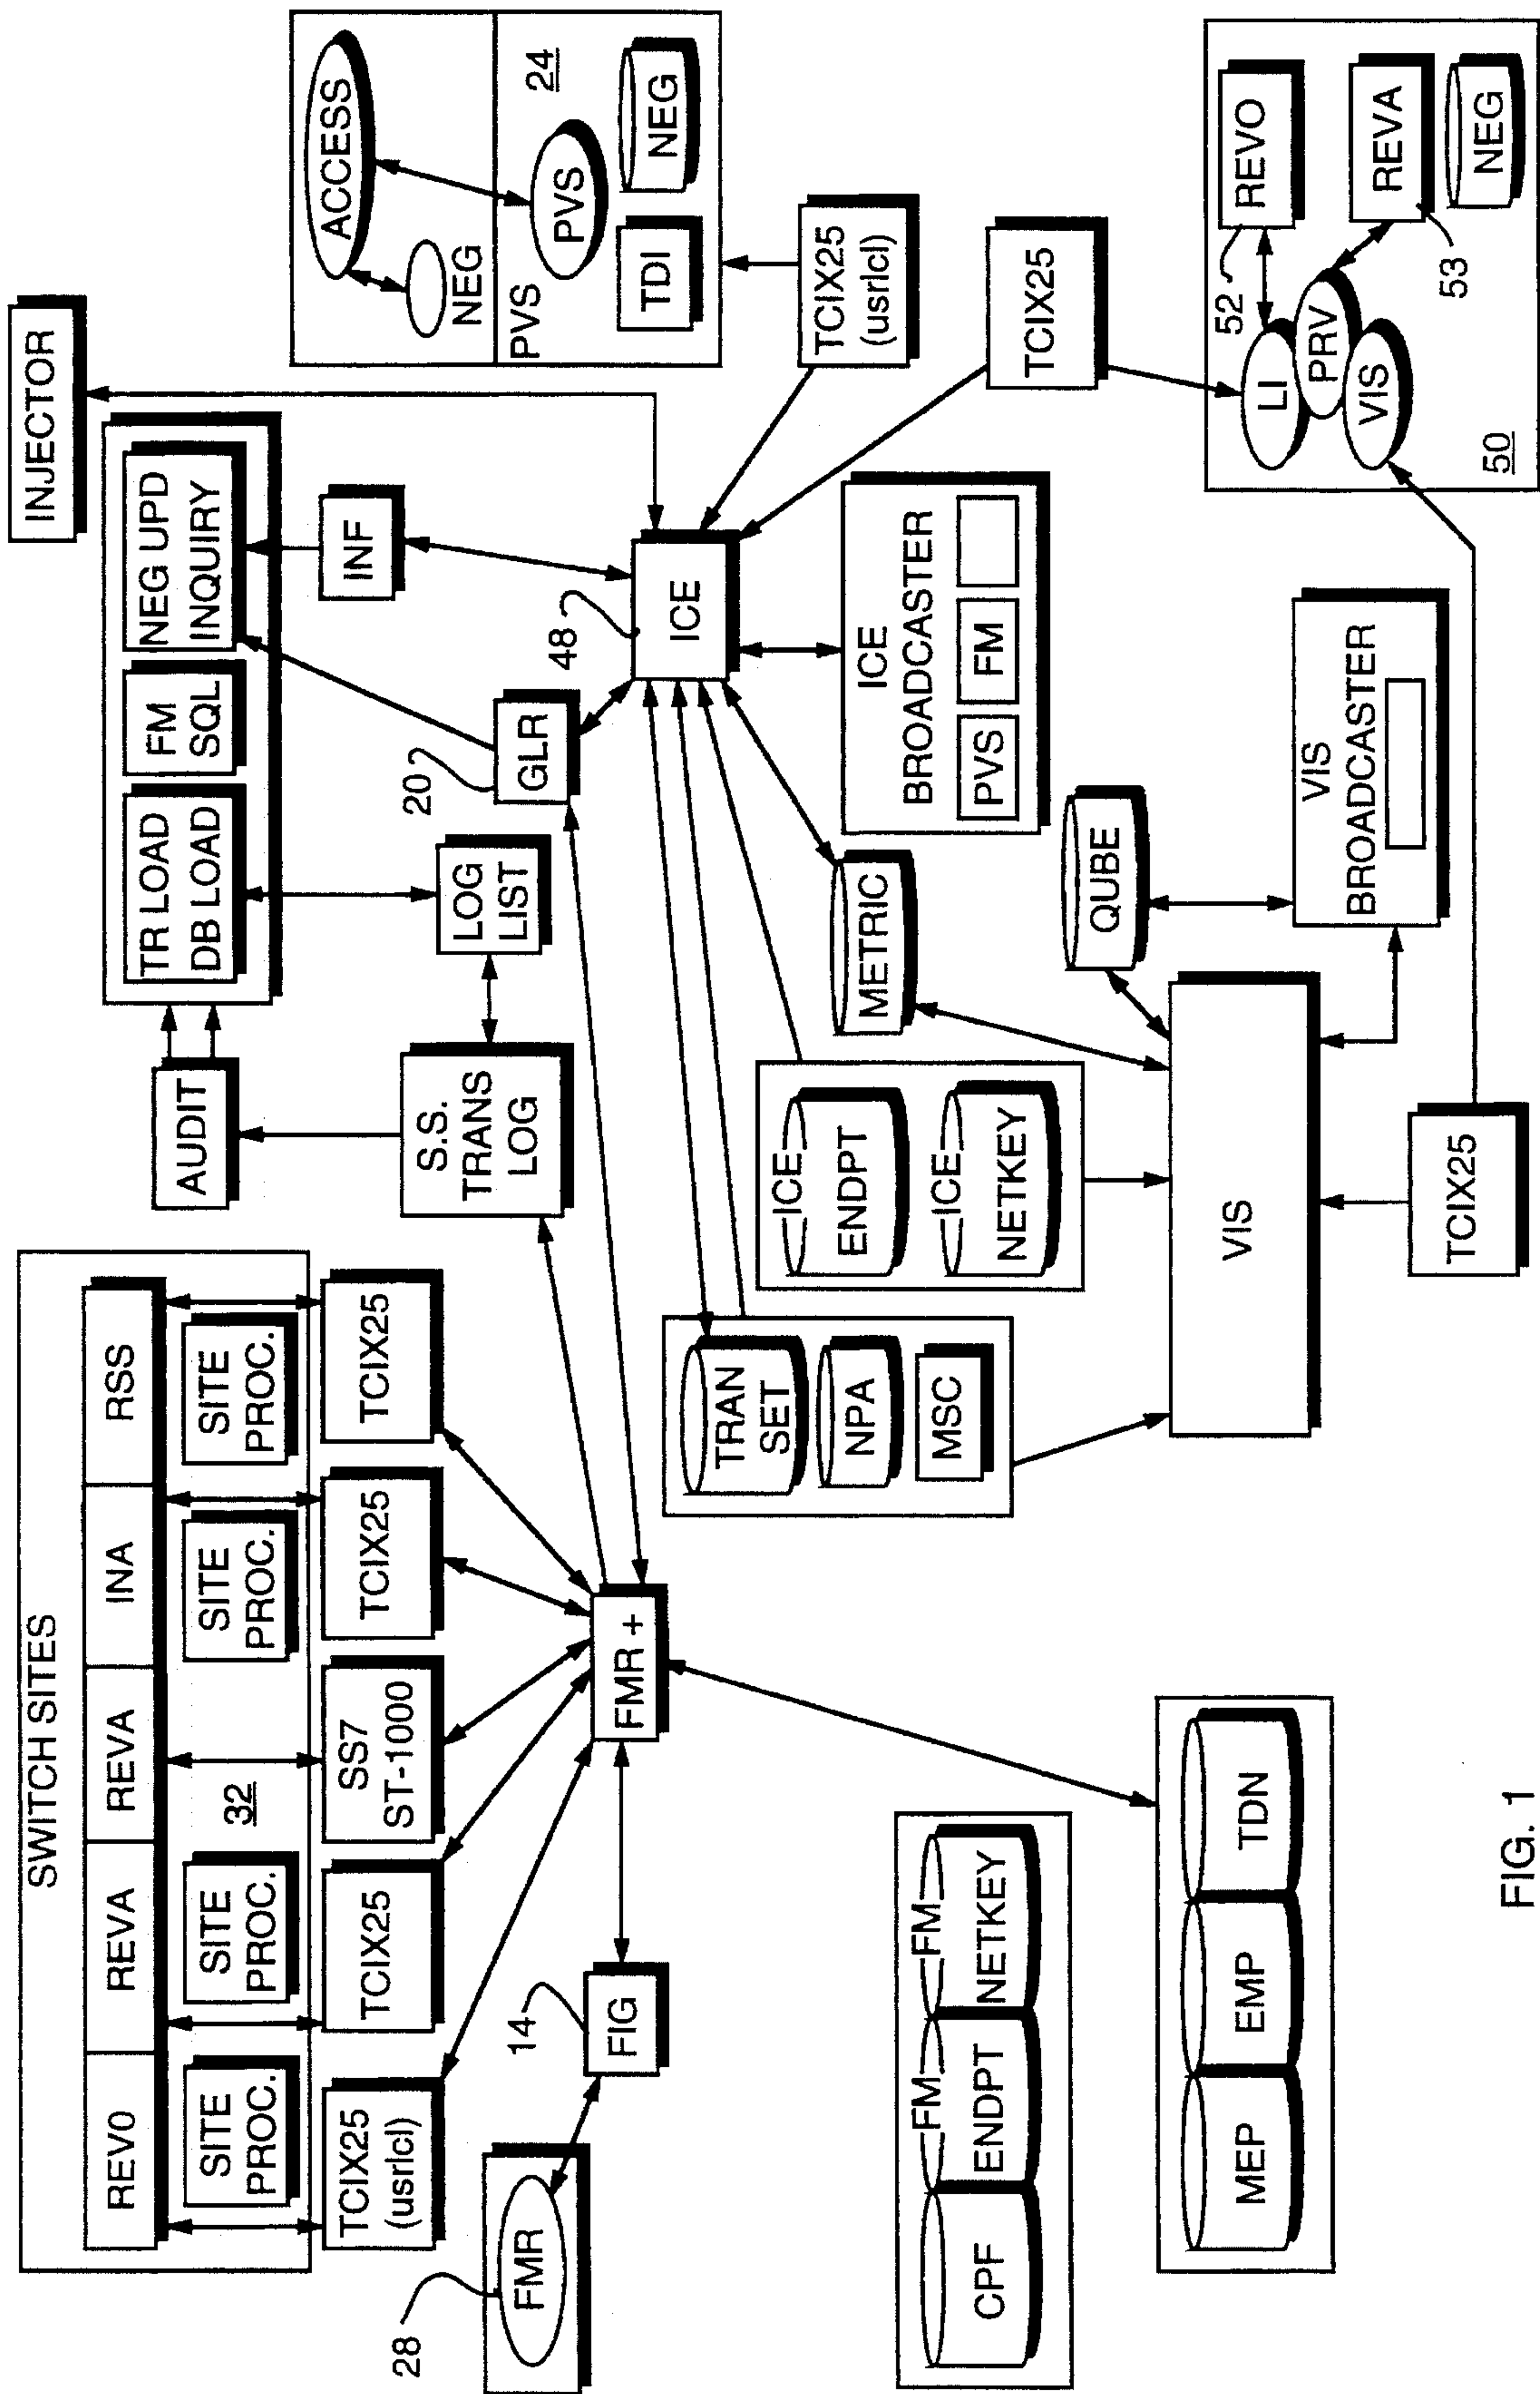 SWITCH SITES
REV0
REVA
REVA
INA
RSS
SITE
PROC.
SITE
PROC.
32
SITE
PROC.
SITE
PROC.
TCIX25
(usrlcl)
TCIX25
SS7
ST-1000
TCIX25
TCIX25
28
FMR
14
FIG
FMR +
AUDIT
S.S.
TRANS
LOG
LOG
LIST
TR LOAD
DB LOAD
FM
SQL
NEG UPD
INQUIRY
INJECTOR
INF
20
GLR
48
ICE
ACCESS
NEG
PVS
24
PVS
TDI
NEG
TCIX25
(usrlcl)
TCIX25
CPF
FM
ENDPT
FM
NETKEY
MEP
EMP
TDN
TRAN
SET
NPA
MSC
ICE
ENDPT
ICE
NETKEY
METRIC
ICE
BROADCASTER
PVS
FM
QUBE
VIS
VIS
BROADCASTER
TCIX25
LI
PRV
VIS
52
REVO
REVA
53
NEG
50
FIG. 1